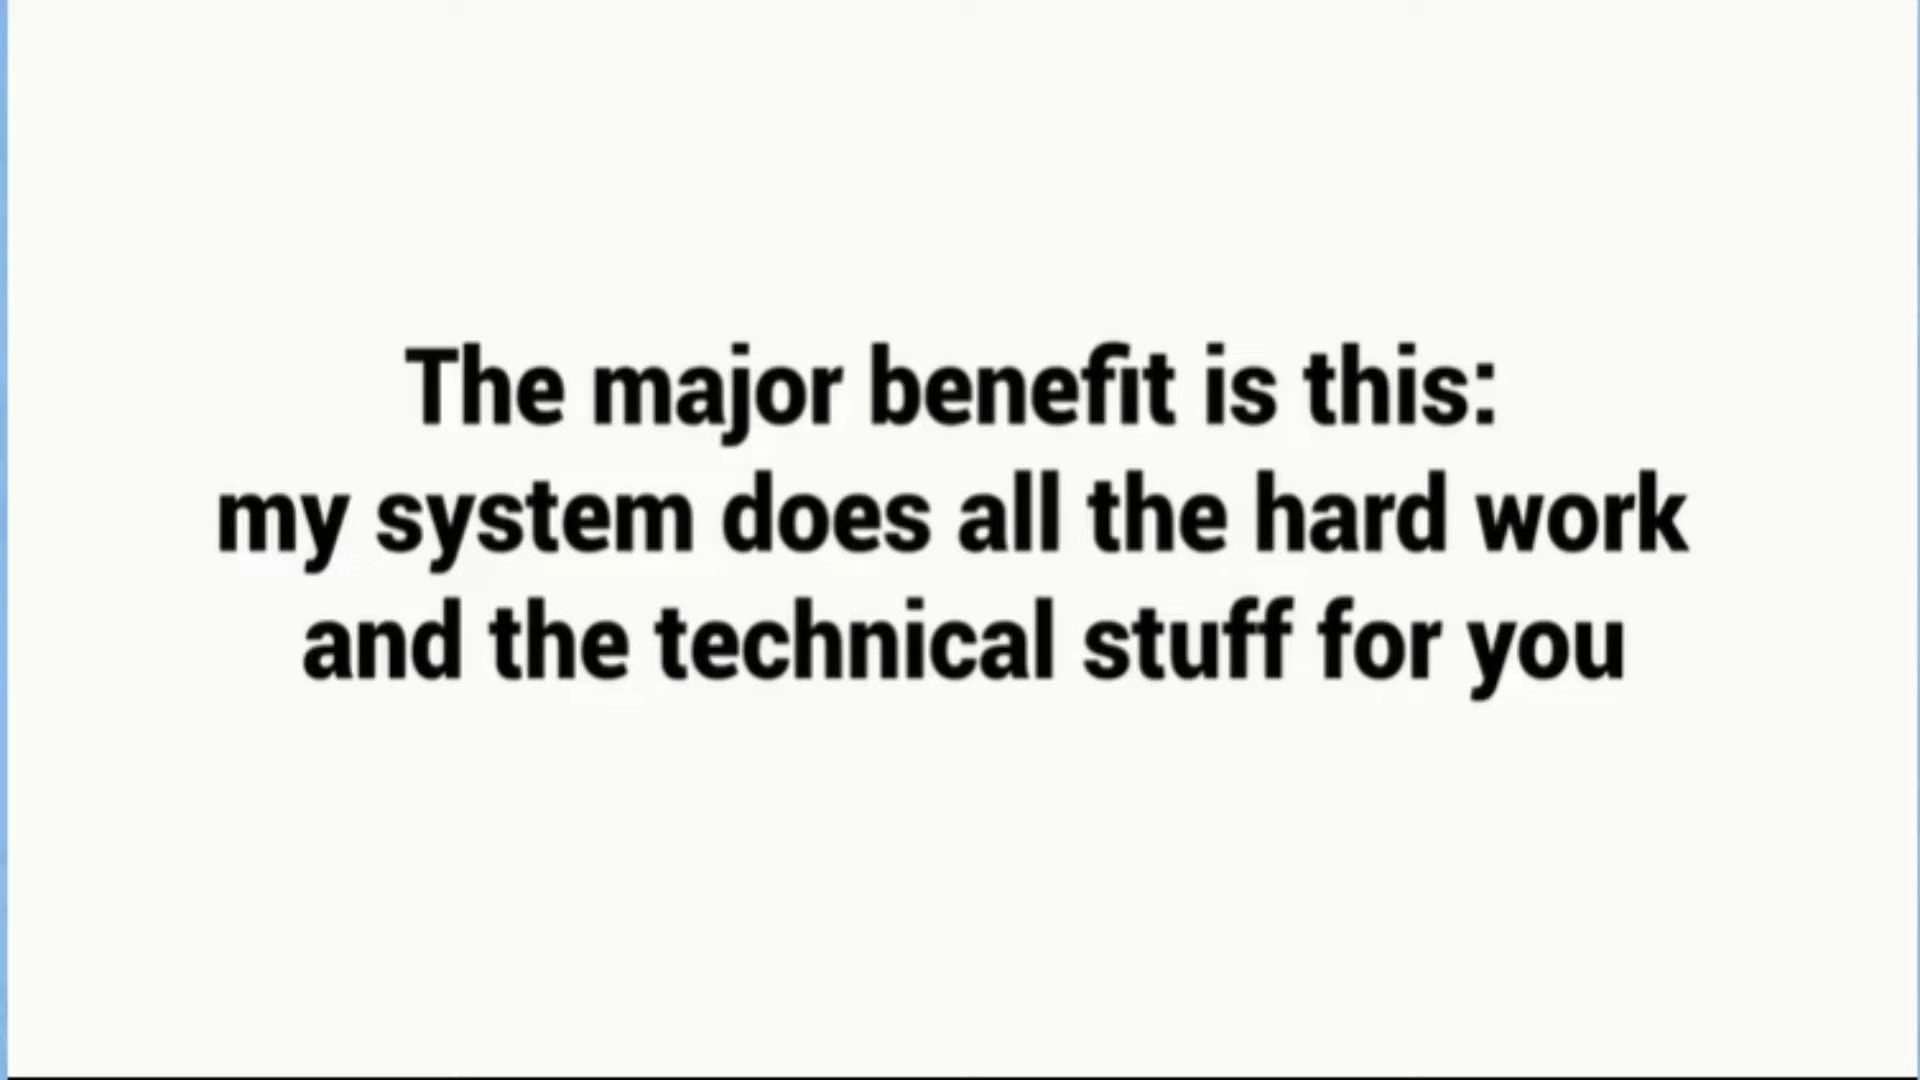 The major benefit is this:
my system does all the hard work
and the technical stuff for you